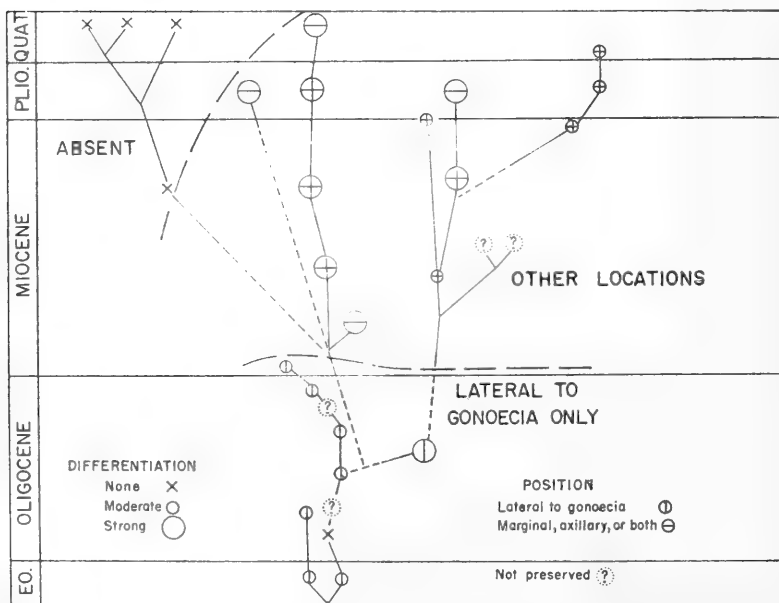 QUAT
PLIO.
MIOCENE
OLIGOCENE
EO.
ABSENT
OTHER LOCATIONS
LATERAL TO
GONOECIA ONLY
DIFFERENTIATION
None ×
Moderate
Strong
POSITION
Lateral to gonoecia
Marginal, axillary, or both
Not preserved ?
? ?
?
?